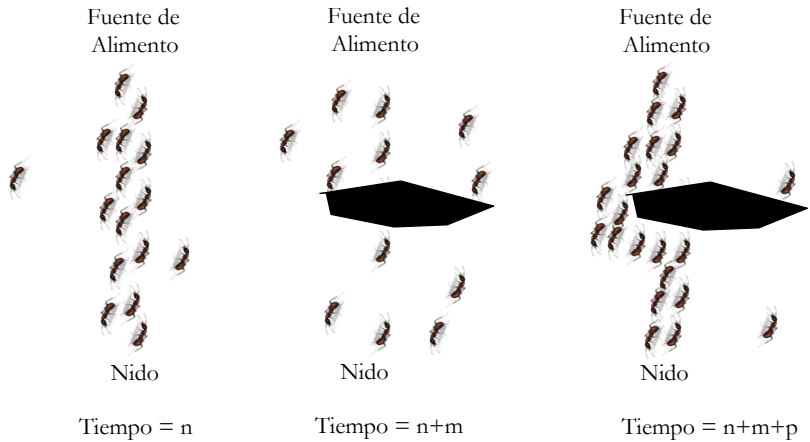 Fuente de
Alimento
Nido
Tiempo = n
Fuente de
Alimento
Nido
Tiempo = n+m
Fuente de
Alimento
Nido
Tiempo = n+m+p